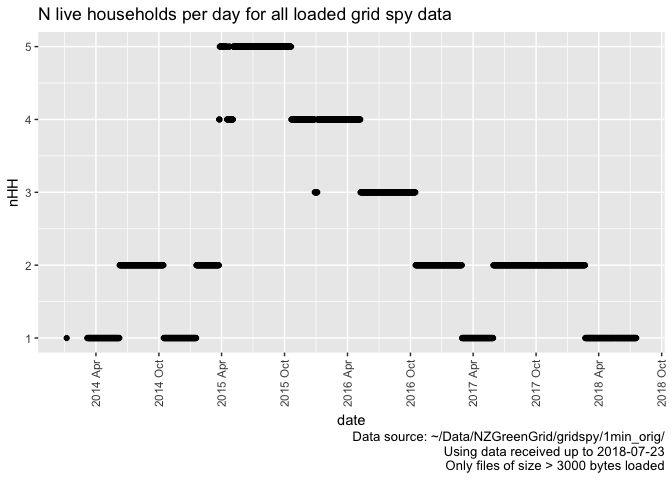 N live households per day for all loaded grid spy data
5
4
3
2
1
nHH
2014 Apr
2014 Oct
2015 Apr
2015 Oct
2016 Apr
2016 Oct
2017 Apr
2017 Oct
2018 Apr
2018 Oct
date
Data source: ~/Data/NZGreenGrid/gridspy/1min_orig/
Using data received up to 2018-07-23
Only files of size > 3000 bytes loaded